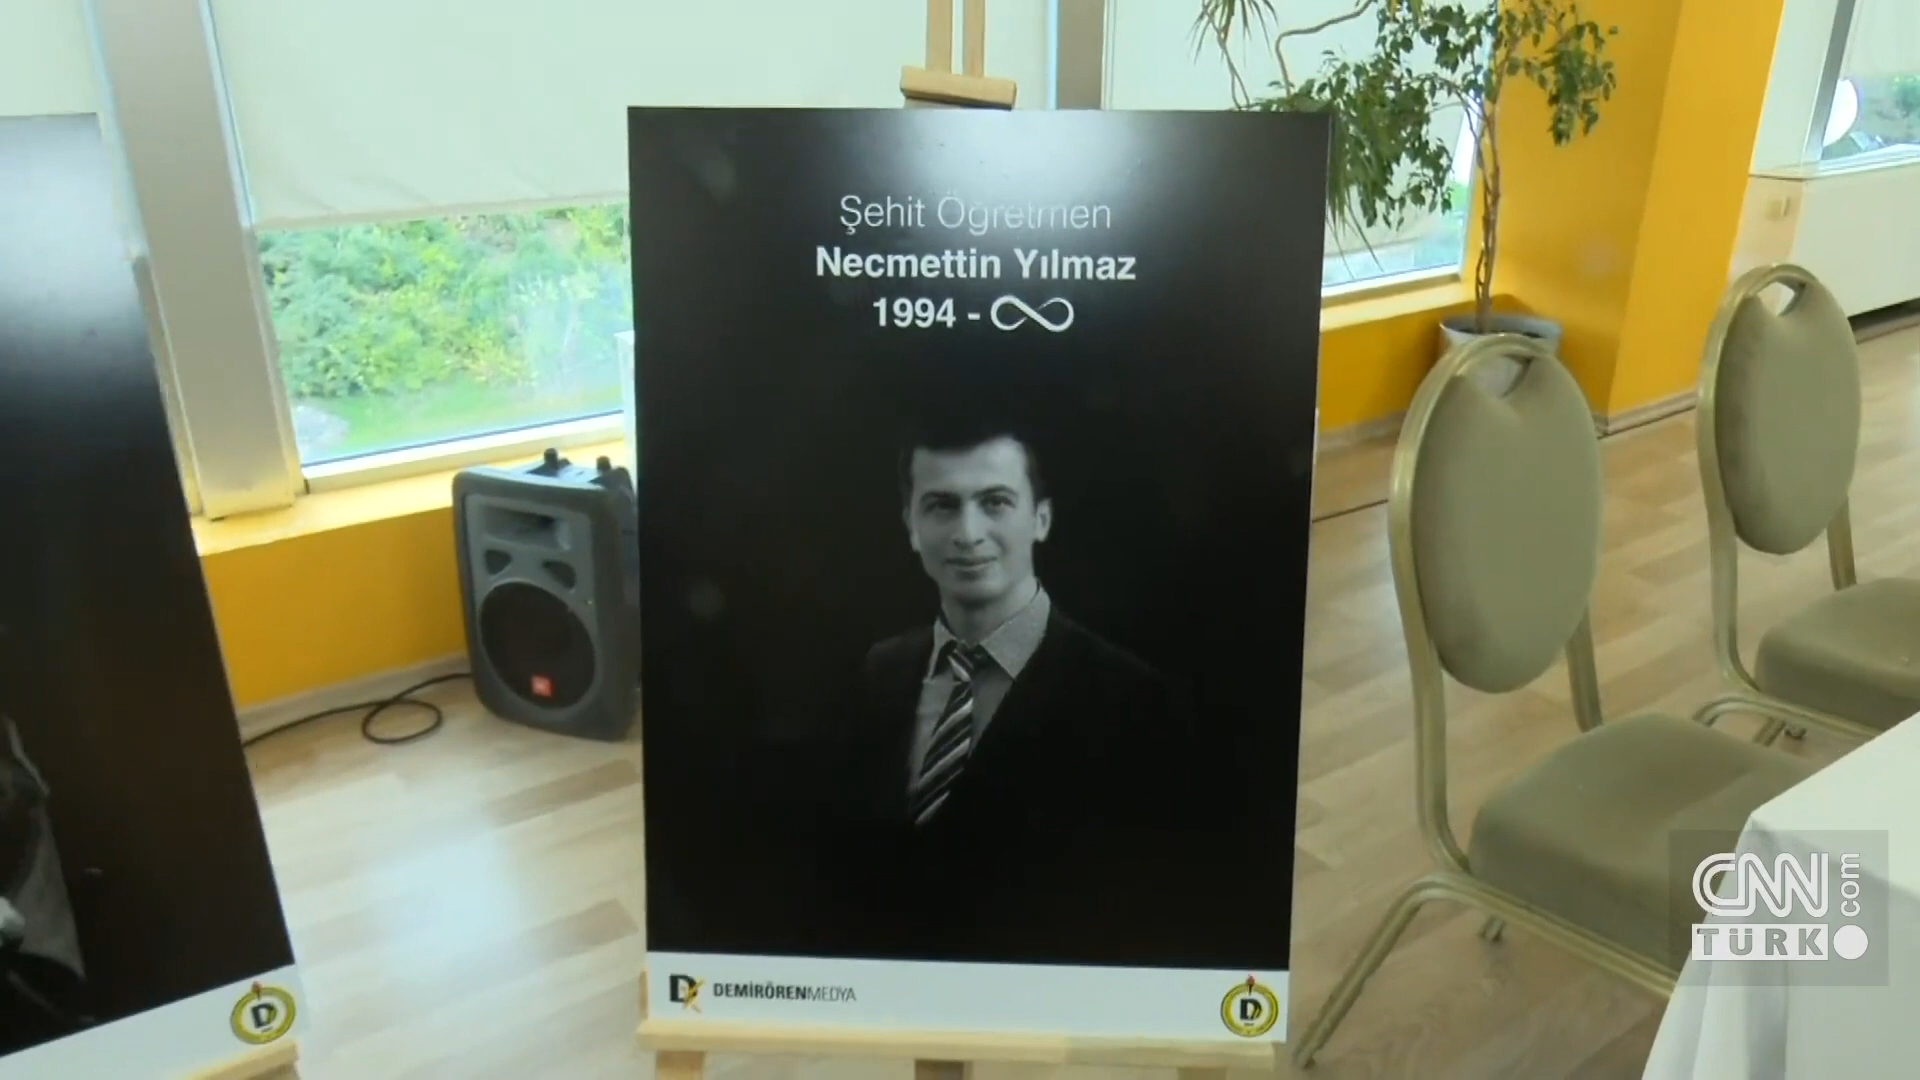 Şehit Öğretmen
Necmettin Yılmaz
1994 - ∞
DEMİRÖRENMEDYA
CNN
TÜRK
.com